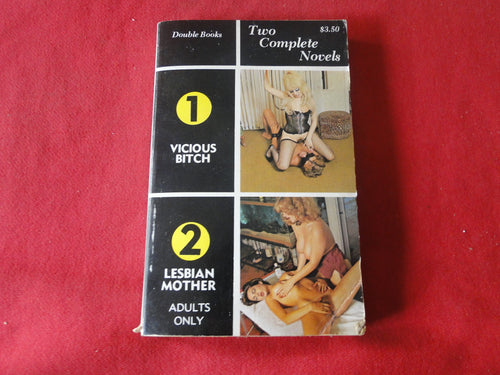 Double Books
Two
Complete
Novels
$3.50
1
VICIOUS
BITCH
2
LESBIAN
MOTHER
ADULTS
ONLY